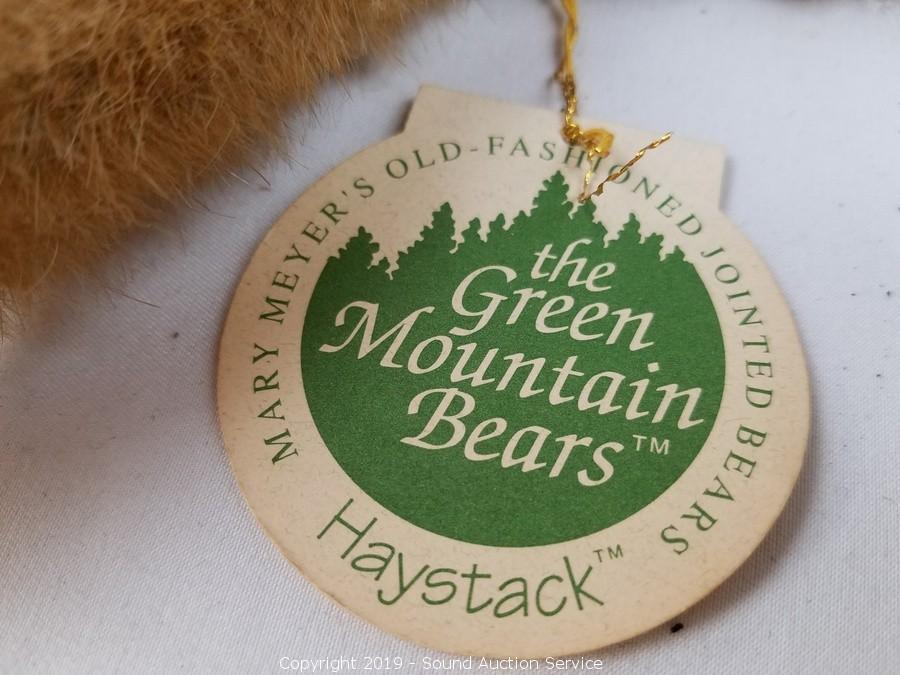 MARY MEYER'S OLD-FASHIONED JOINTED BEARS
the
Green
Mountain
Bears™
Haystack™
Copyright 2019 - Sound Auction Service